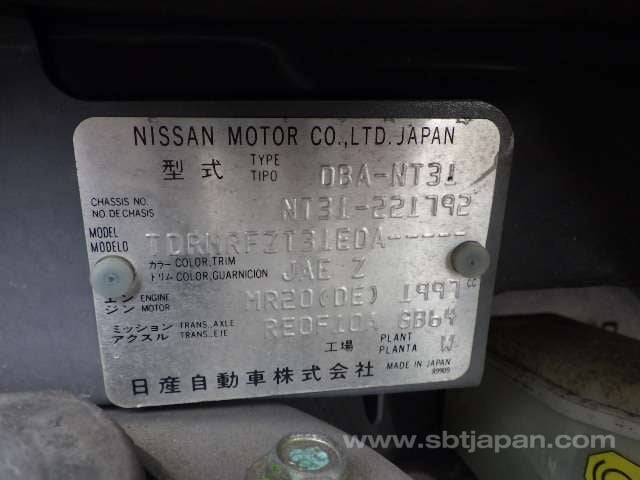 NISSAN MOTOR CO.,LTD. JAPAN
型式 TYPE TIPO DBA-NT31
CHASSIS NO. NO. DE CHASIS NT31-221792
MODEL MODELO TDRNRFZT31EDA-----
カラー COLOR,TRIM トリム COLOR,GUARNICION JAE Z
エンジン ENGINE MOTOR MR20(DE) 1997 CC
ミッション TRANS.,AXLE アクスル TRANS.,EJE RE0F10A GB64
工場 PLANT PLANTA W
日産自動車株式会社 MADE IN JAPAN
89909
www.sbtjapan.com